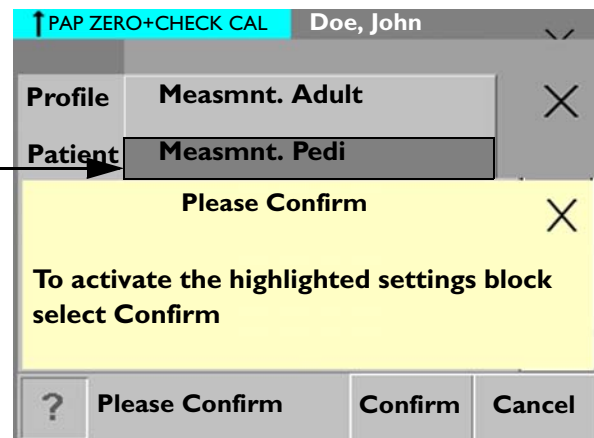 PAP ZERO+CHECK CAL Doe, John
Profile Measmnt. Adult
Patient Measmnt. Pedi
Please Confirm
To activate the highlighted settings block
select Confirm
? Please Confirm Confirm Cancel